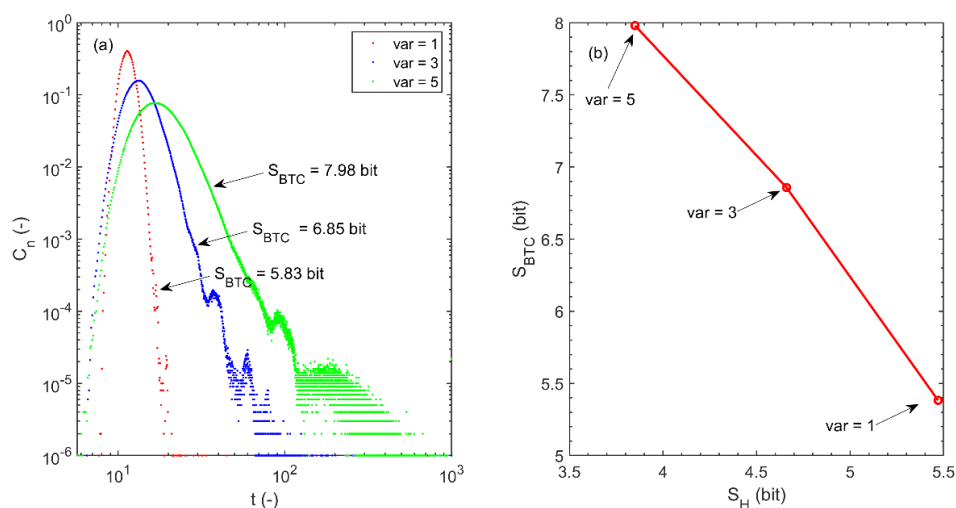 (a)
var = 1
var = 3
var = 5
S_BTC = 7.98 bit
S_BTC = 6.85 bit
S_BTC = 5.83 bit
10^0
10^-1
10^-2
10^-3
10^-4
10^-5
10^-6
C_n (-)
10^1
10^2
10^3
t (-)
(b)
var = 5
var = 3
var = 1
8
7.5
7
6.5
6
5.5
5
S_BTC (bit)
3.5
4
4.5
5
5.5
S_H (bit)